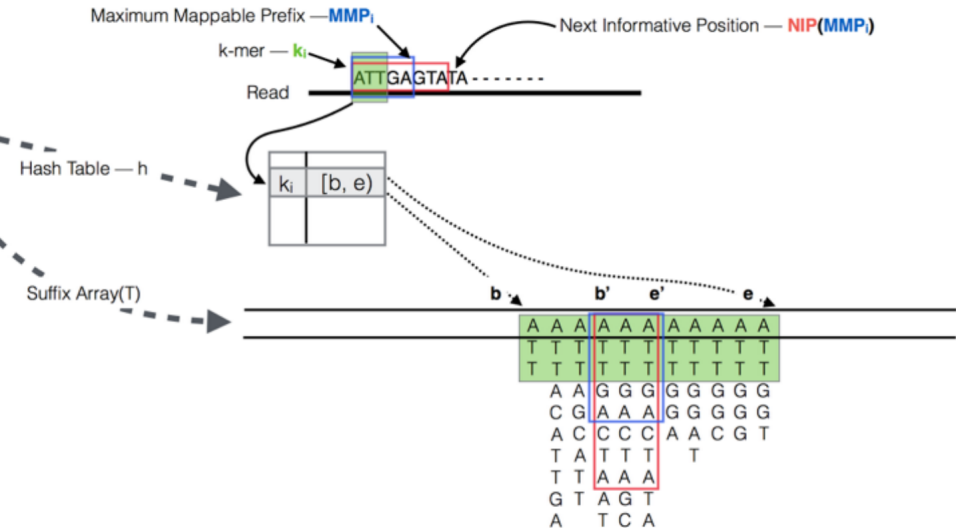 Maximum Mappable Prefix — MMPi
Next Informative Position — NIP(MMPi)
k-mer — ki
ATTGAGTATA - - - - - - -
Read
Hash Table — h
ki [b, e)
Suffix Array(T)
b b' e' e
A A A A A A A A A A A
T T T T T T T T T T T
T T T T T T T T T T T
A A G G G G G G G G
C G A A A G G G G G
A C C C C A A C G T
T A T T T T
T T A A A
G T A G T
A T C A